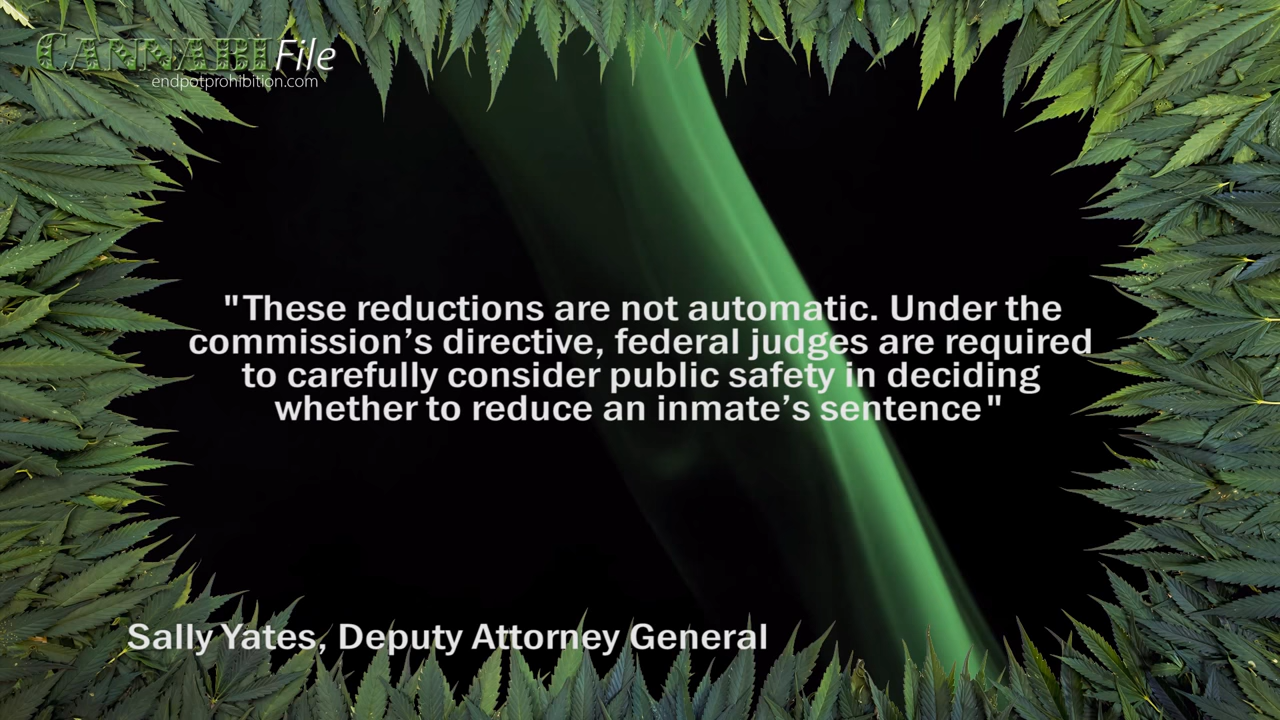 CANNABIFile
endpotprohibition.com
"These reductions are not automatic. Under the
commission’s directive, federal judges are required
to carefully consider public safety in deciding
whether to reduce an inmate’s sentence"
Sally Yates, Deputy Attorney General